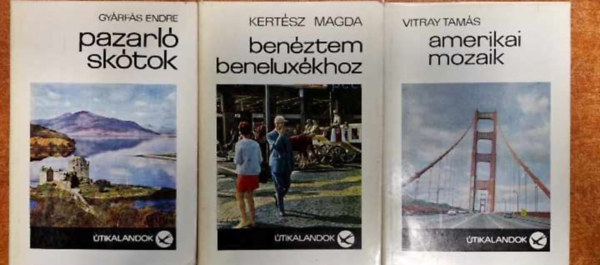 GYÁRFÁS ENDRE
pazarló
skótok
ÚTIKALANDOK
KERTÉSZ MAGDA
benéztem
beneluxékhoz
ÚTIKALANDOK
VITRAY TAMÁS
amerikai
mozaik
ÚTIKALANDOK